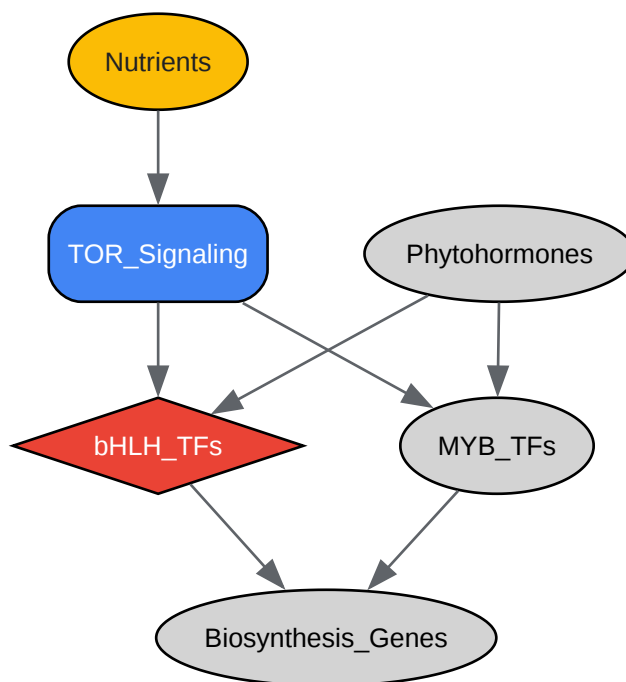 Nutrients
TOR_Signaling
Phytohormones
bHLH_TFs
MYB_TFs
Biosynthesis_Genes